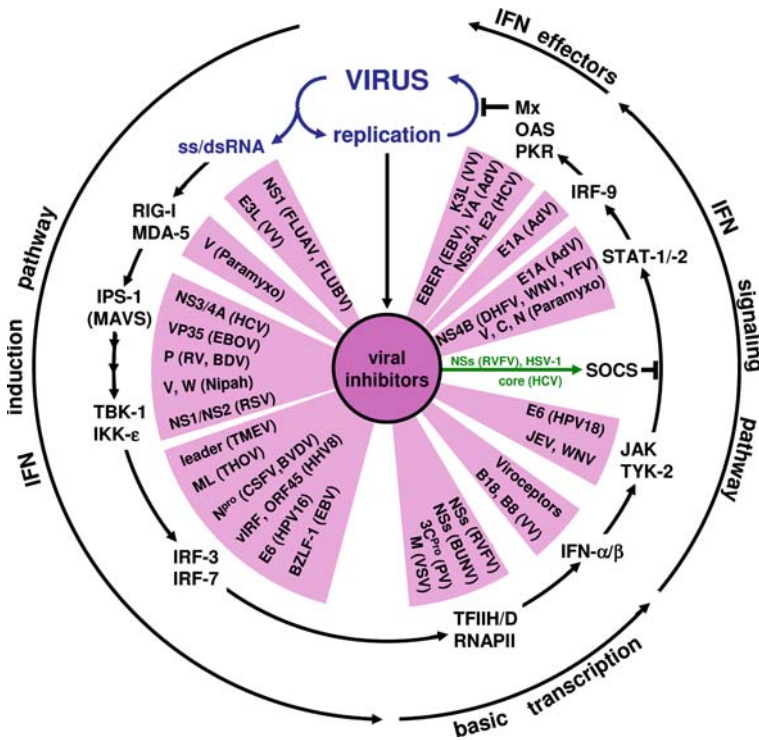 IFN effectors
VIRUS
replication
ss/dsRNA
Mx
OAS
PKR
IRF-9
STAT-1/-2
RIG-I
MDA-5
IPS-1
(MAVS)
TBK-1
IKK-ε
IRF-3
IRF-7
TFIIH/D
RNAPII
IFN-α/β
JAK
TYK-2
SOCS
viral
inhibitors
NSs (RVFV), HSV-1
core (HCV)
NS1 (FLUAV, FLUBV)
E3L (VV)
V (Paramyxo)
NS3/4A (HCV)
VP35 (EBOV)
P (RV, BDV)
V, W (Nipah)
NS1/NS2 (RSV)
leader (TMEV)
ML (THOV)
Npro (CSFV,BVDV)
vIRF, ORF45 (HHV8)
E6 (HPV16)
BZLF-1 (EBV)
NSs (RVFV)
NSs (BUNV)
3CPro (PV)
M (VSV)
Viroceptors
B18, B8 (VV)
E6 (HPV18)
JEV, WNV
E1A (AdV)
NS4B (DHFV, WNV, YFV)
V, C, N (Paramyxo)
E1A (AdV)
K3L (VV)
EBER (EBV), VA (AdV)
NS5A, E2 (HCV)
IFN induction pathway
basic transcription
IFN signaling pathway